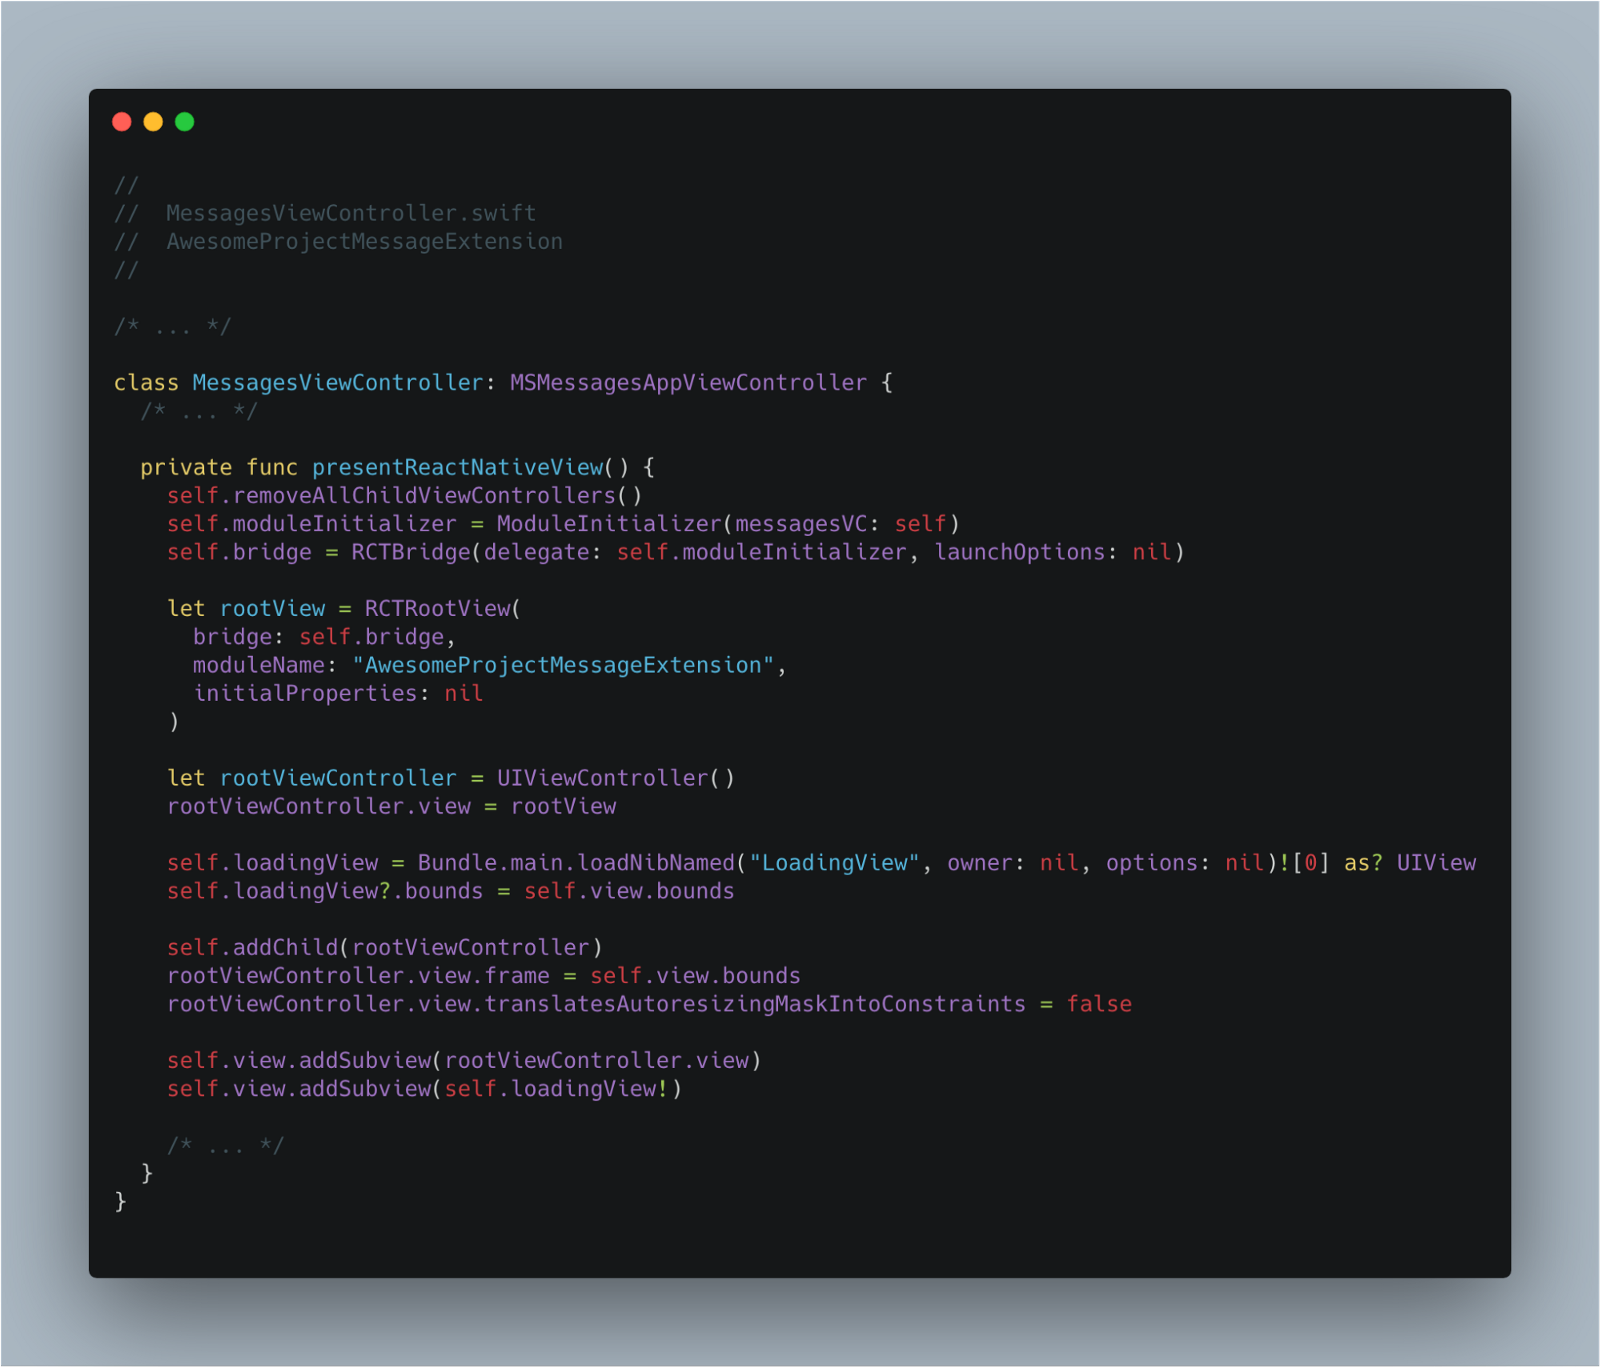 //
//  MessagesViewController.swift
//  AwesomeProjectMessageExtension
//
/* ... */
class MessagesViewController: MSMessagesAppViewController {
  /* ... */
  private func presentReactNativeView() {
    self.removeAllChildViewControllers()
    self.moduleInitializer = ModuleInitializer(messagesVC: self)
    self.bridge = RCTBridge(delegate: self.moduleInitializer, launchOptions: nil)
    let rootView = RCTRootView(
      bridge: self.bridge,
      moduleName: "AwesomeProjectMessageExtension",
      initialProperties: nil
    )
    let rootViewController = UIViewController()
    rootViewController.view = rootView
    self.loadingView = Bundle.main.loadNibNamed("LoadingView", owner: nil, options: nil)![0] as? UIView
    self.loadingView?.bounds = self.view.bounds
    self.addChild(rootViewController)
    rootViewController.view.frame = self.view.bounds
    rootViewController.view.translatesAutoresizingMaskIntoConstraints = false
    self.view.addSubview(rootViewController.view)
    self.view.addSubview(self.loadingView!)
    /* ... */
  }
}